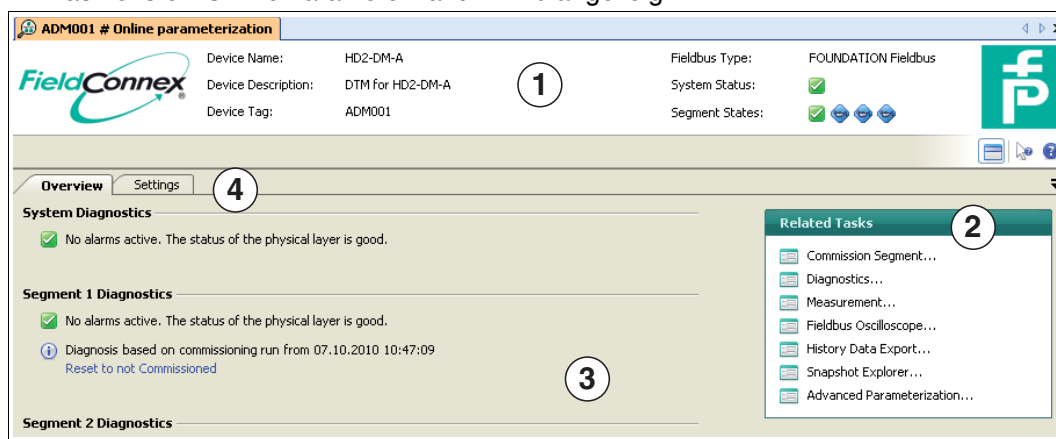 ADM001 # Online parameterization
FieldConnex®
Device Name: HD2-DM-A
Device Description: DTM for HD2-DM-A
Device Tag: ADM001
1
Fieldbus Type: FOUNDATION Fieldbus
System Status:
Segment States:
Overview Settings
4
System Diagnostics
No alarms active. The status of the physical layer is good.
Segment 1 Diagnostics
No alarms active. The status of the physical layer is good.
Diagnosis based on commissioning run from 07.10.2010 10:47:09
Reset to not Commissioned
3
Segment 2 Diagnostics
Related Tasks
2
Commission Segment...
Diagnostics...
Measurement...
Fieldbus Oscilloscope...
History Data Export...
Snapshot Explorer...
Advanced Parameterization...